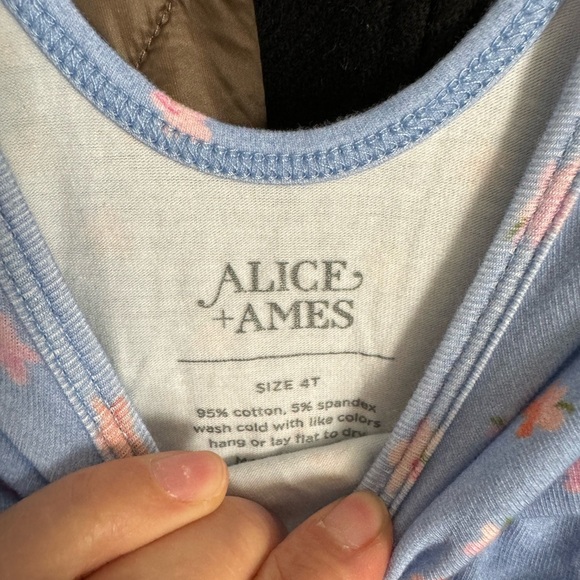 ALICE
+AMES
SIZE 4T
95% cotton, 5% spandex
wash cold with like colors
hang or lay flat to dry